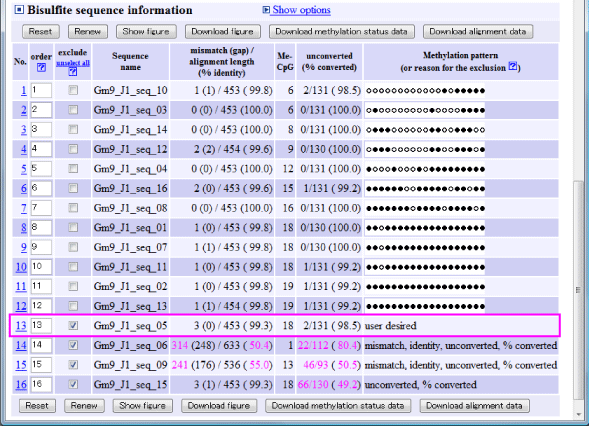 Bisulfite sequence information Show options
Reset Renew Show figure Download figure Download methylation status data Download alignment data
No. order ? exclude unselect all ? Sequence name mismatch (gap) / alignment length (% identity) Me-CpG unconverted (% converted) Methylation pattern (or reason for the exclusion ?)
1 1 Gm9_J1_seq_10 1 (1) / 453 ( 99.8) 6 2/131 ( 98.5)
2 2 Gm9_J1_seq_03 0 (0) / 453 (100.0) 6 0/131 (100.0)
3 3 Gm9_J1_seq_14 0 (0) / 453 (100.0) 8 0/131 (100.0)
4 4 Gm9_J1_seq_12 2 (2) / 454 ( 99.6) 9 0/130 (100.0)
5 5 Gm9_J1_seq_04 0 (0) / 453 (100.0) 12 0/131 (100.0)
6 6 Gm9_J1_seq_16 2 (0) / 453 ( 99.6) 15 1/131 ( 99.2)
7 7 Gm9_J1_seq_08 0 (0) / 453 (100.0) 16 0/131 (100.0)
8 8 Gm9_J1_seq_01 1 (0) / 453 ( 99.8) 18 0/130 (100.0)
9 9 Gm9_J1_seq_07 1 (1) / 453 ( 99.8) 18 0/130 (100.0)
10 10 Gm9_J1_seq_11 1 (0) / 453 ( 99.8) 18 1/131 ( 99.2)
11 11 Gm9_J1_seq_02 1 (0) / 453 ( 99.8) 19 1/131 ( 99.2)
12 12 Gm9_J1_seq_13 1 (1) / 454 ( 99.8) 19 1/131 ( 99.2)
13 13 Gm9_J1_seq_05 3 (0) / 453 ( 99.3) 18 2/131 ( 98.5) user desired
14 14 Gm9_J1_seq_06 314 (248) / 633 ( 50.4) 1 22/112 ( 80.4) mismatch, identity, unconverted, % converted
15 15 Gm9_J1_seq_09 241 (176) / 536 ( 55.0) 13 46/93 ( 50.5) mismatch, identity, unconverted, % converted
16 16 Gm9_J1_seq_15 3 (1) / 453 ( 99.3) 18 66/130 ( 49.2) unconverted, % converted
Reset Renew Show figure Download figure Download methylation status data Download alignment data